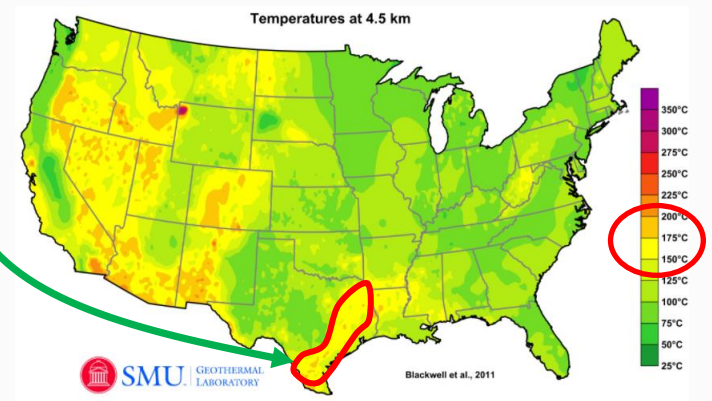 Temperatures at 4.5 km
350°C
300°C
275°C
250°C
225°C
200°C
175°C
150°C
125°C
100°C
75°C
50°C
25°C
SMU. GEOTHERMAL
LABORATORY
Blackwell et al., 2011